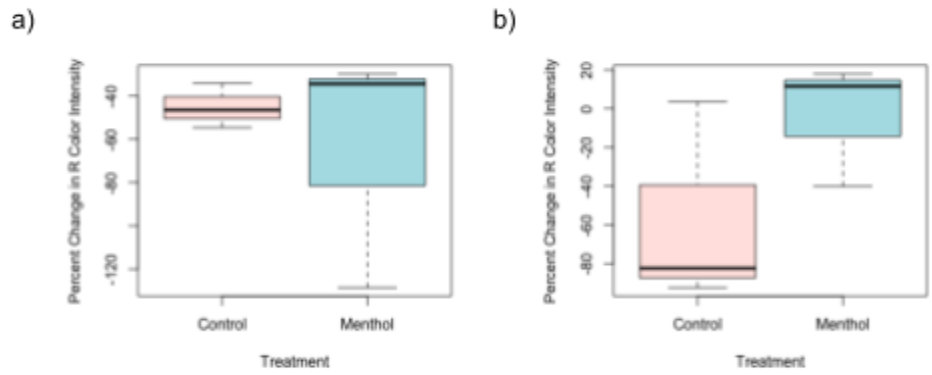 a)
Percent Change in R Color Intensity
-40
-60
-80
-120
Control
Menthol
Treatment
b)
Percent Change in R Color Intensity
20
0
-20
-40
-60
-80
Control
Menthol
Treatment